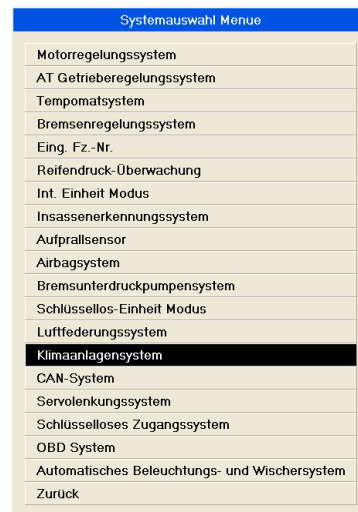 Systemauswahl Menue
Motorregelungssystem
AT Getrieberegelungssystem
Tempomatsystem
Bremsenregelungssystem
Eing. Fz.-Nr.
Reifendruck-Überwachung
Int. Einheit Modus
Insassenerkennungssystem
Aufprallsensor
Airbagsystem
Bremsunterdruckpumpensystem
Schlüssellos-Einheit Modus
Luftfederungssystem
Klimaanlagensystem
CAN-System
Servolenkungssystem
Schlüsselloses Zugangssystem
OBD System
Automatisches Beleuchtungs- und Wischersystem
Zurück